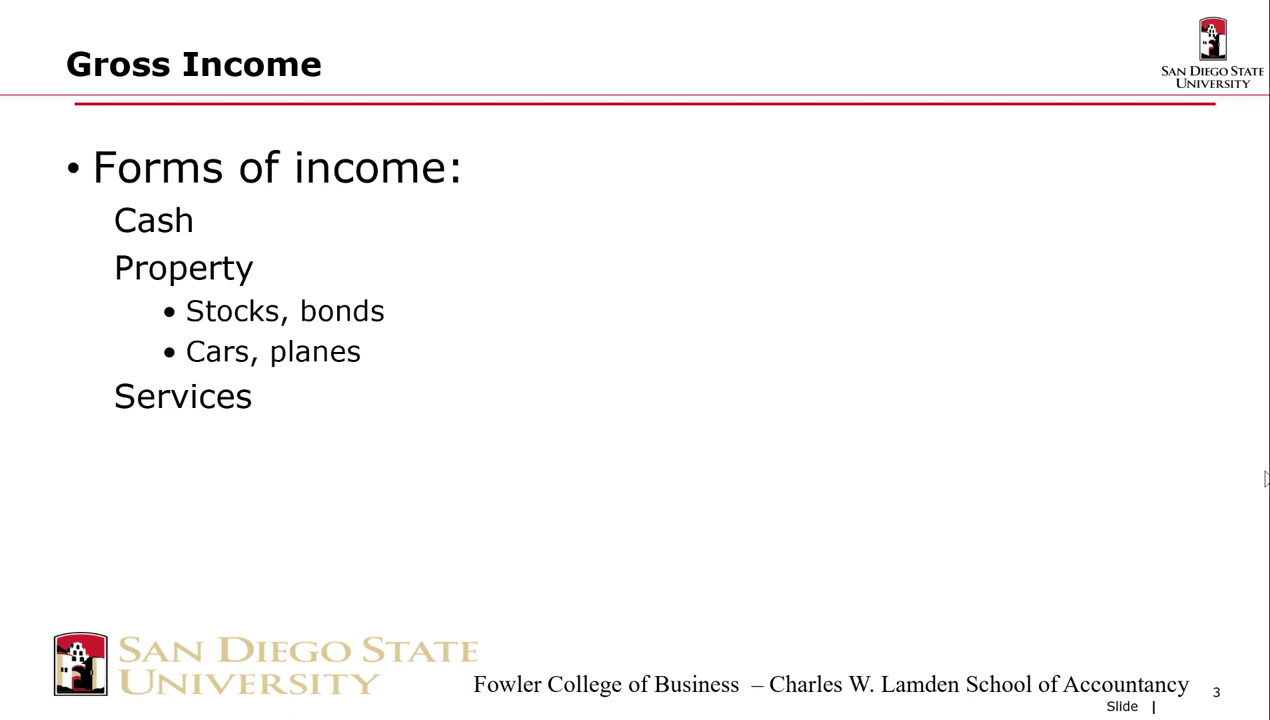 Gross Income
SAN DIEGO STATE
UNIVERSITY
• Forms of income:
Cash
Property
• Stocks, bonds
• Cars, planes
Services
SAN DIEGO STATE
UNIVERSITY
Fowler College of Business – Charles W. Lamden School of Accountancy
3
Slide |